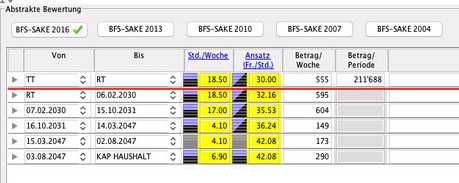 Abstrakte Bewertung
BFS-SAKE 2016 BFS-SAKE 2013 BFS-SAKE 2010 BFS-SAKE 2007 BFS-SAKE 2004
Von Bis Std./Woche Ansatz (Fr./Std.) Betrag/Woche Betrag/Periode
TT RT 18.50 30.00 555 211'688
RT 06.02.2030 18.50 32.16 595
07.02.2030 15.10.2031 17.00 35.53 604
16.10.2031 14.03.2047 4.10 36.24 149
15.03.2047 02.08.2047 4.10 42.08 173
03.08.2047 KAP HAUSHALT 6.90 42.08 290